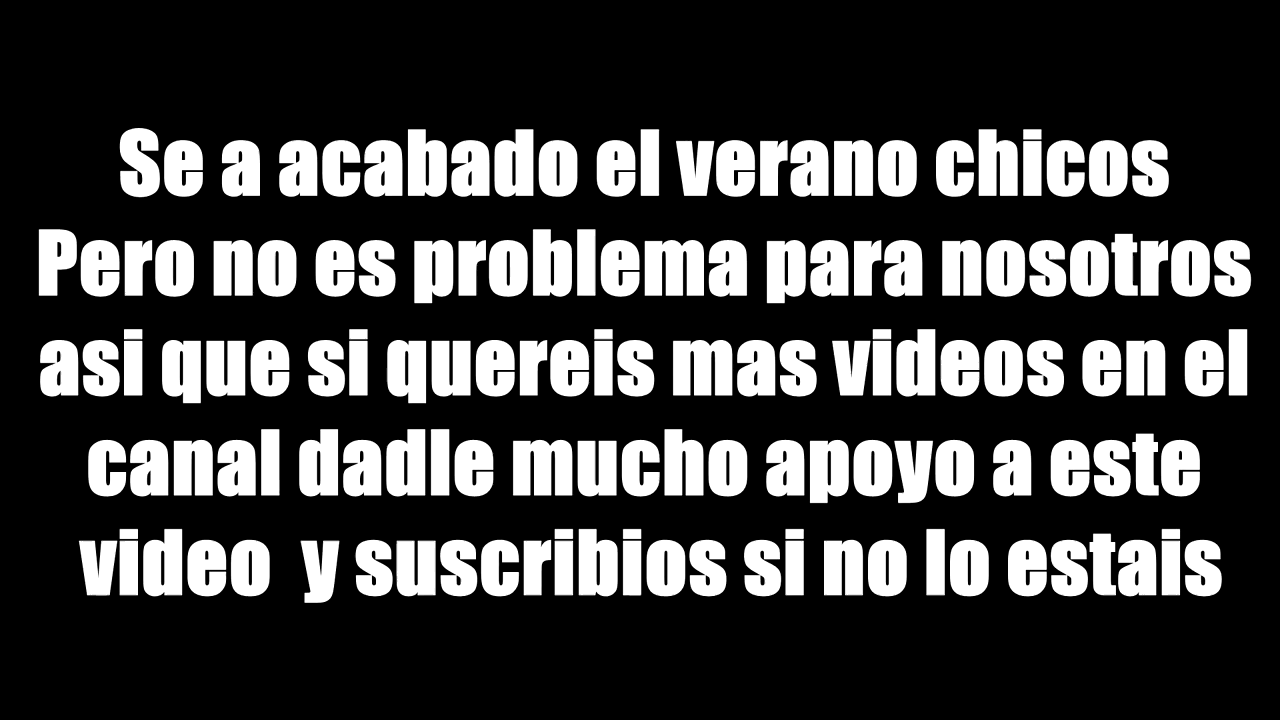 Se a acabado el verano chicos
Pero no es problema para nosotros
asi que si quereis mas videos en el
canal dadle mucho apoyo a este
video  y suscribios si no lo estais